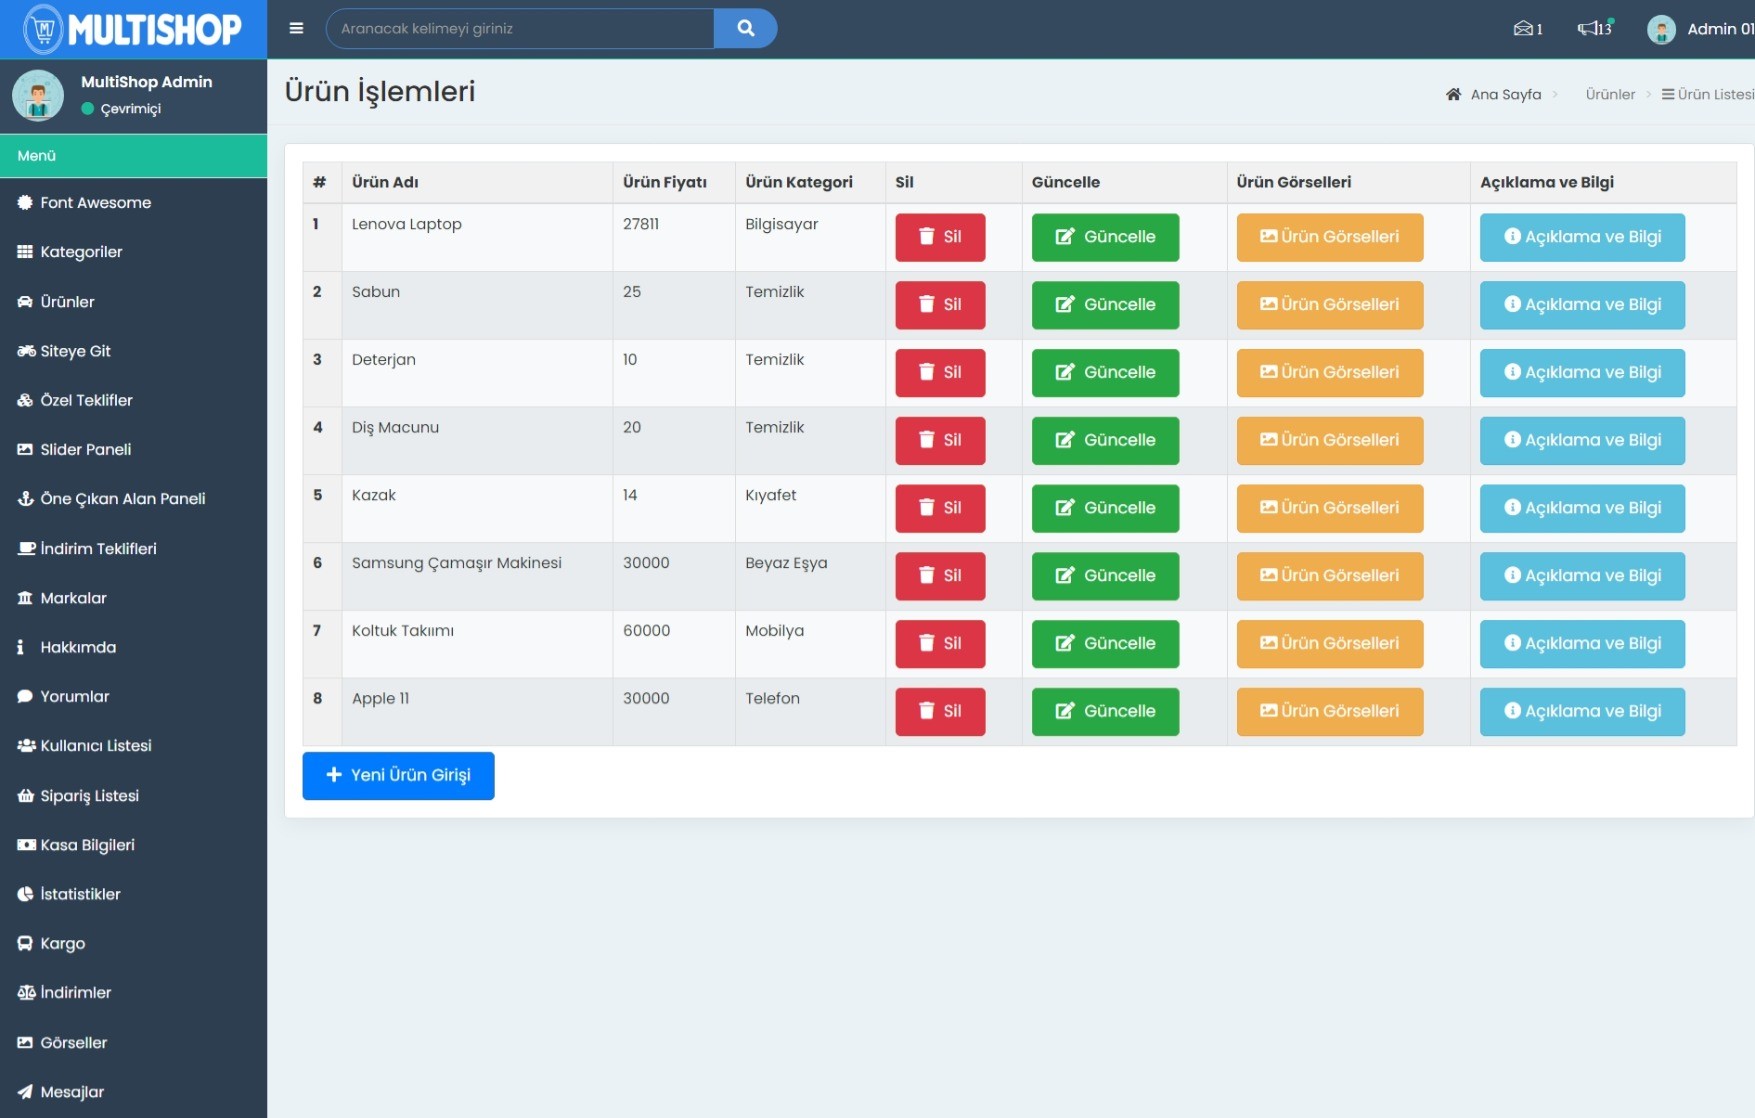 MULTISHOP
Aranacak kelimeyi giriniz
1
13
Admin 01
MultiShop Admin
Çevrimiçi
Ürün İşlemleri
Ana Sayfa > Ürünler > Ürün Listesi
Menü
Font Awesome
Kategoriler
Ürünler
Siteye Git
Özel Teklifler
Slider Paneli
Öne Çıkan Alan Paneli
İndirim Teklifleri
Markalar
Hakkımda
Yorumlar
Kullanıcı Listesi
Sipariş Listesi
Kasa Bilgileri
İstatistikler
Kargo
İndirimler
Görseller
Mesajlar
# Ürün Adı Ürün Fiyatı Ürün Kategori Sil Güncelle Ürün Görselleri Açıklama ve Bilgi
1 Lenova Laptop 27811 Bilgisayar Sil Güncelle Ürün Görselleri Açıklama ve Bilgi
2 Sabun 25 Temizlik Sil Güncelle Ürün Görselleri Açıklama ve Bilgi
3 Deterjan 10 Temizlik Sil Güncelle Ürün Görselleri Açıklama ve Bilgi
4 Diş Macunu 20 Temizlik Sil Güncelle Ürün Görselleri Açıklama ve Bilgi
5 Kazak 14 Kıyafet Sil Güncelle Ürün Görselleri Açıklama ve Bilgi
6 Samsung Çamaşır Makinesi 30000 Beyaz Eşya Sil Güncelle Ürün Görselleri Açıklama ve Bilgi
7 Koltuk Takıımı 60000 Mobilya Sil Güncelle Ürün Görselleri Açıklama ve Bilgi
8 Apple 11 30000 Telefon Sil Güncelle Ürün Görselleri Açıklama ve Bilgi
Yeni Ürün Girişi